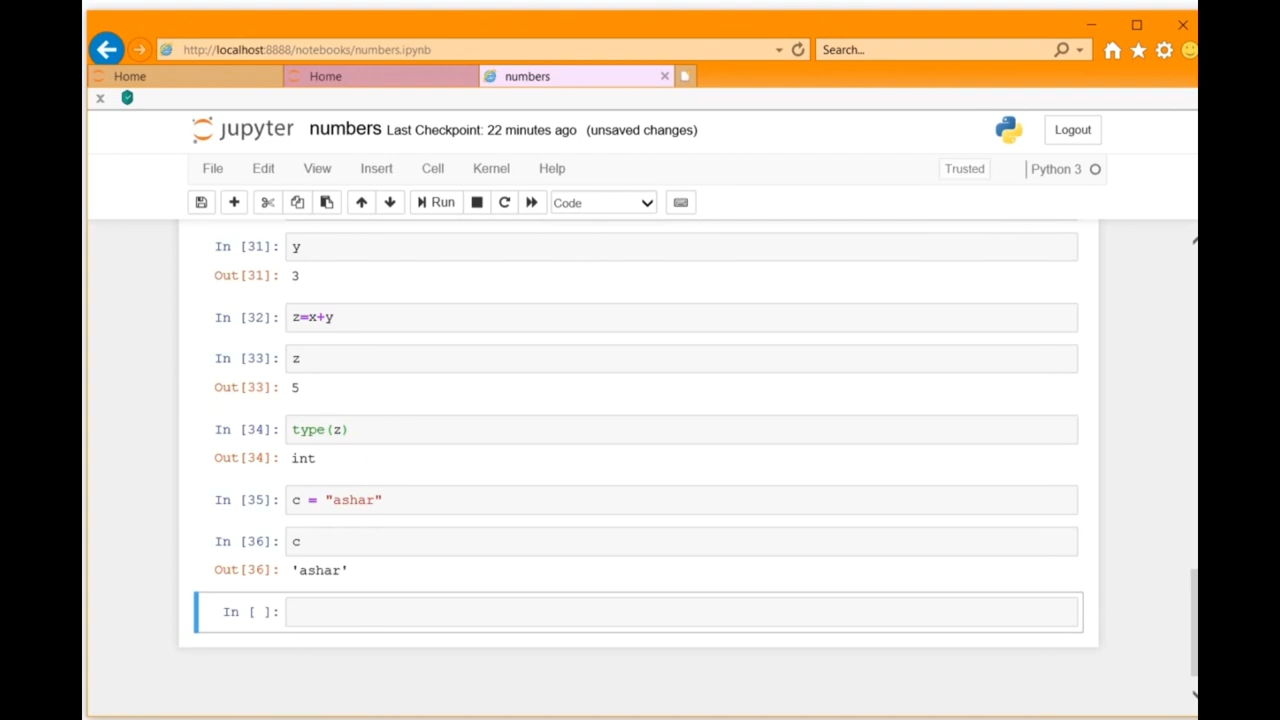 http://localhost:8888/notebooks/numbers.ipynb
Search...
Home
Home
numbers
jupyter numbers Last Checkpoint: 22 minutes ago (unsaved changes)
Logout
File Edit View Insert Cell Kernel Help
Trusted
Python 3
Run
Code
In [31]: y
Out[31]: 3
In [32]: z=x+y
In [33]: z
Out[33]: 5
In [34]: type(z)
Out[34]: int
In [35]: c = "ashar"
In [36]: c
Out[36]: 'ashar'
In [ ]: